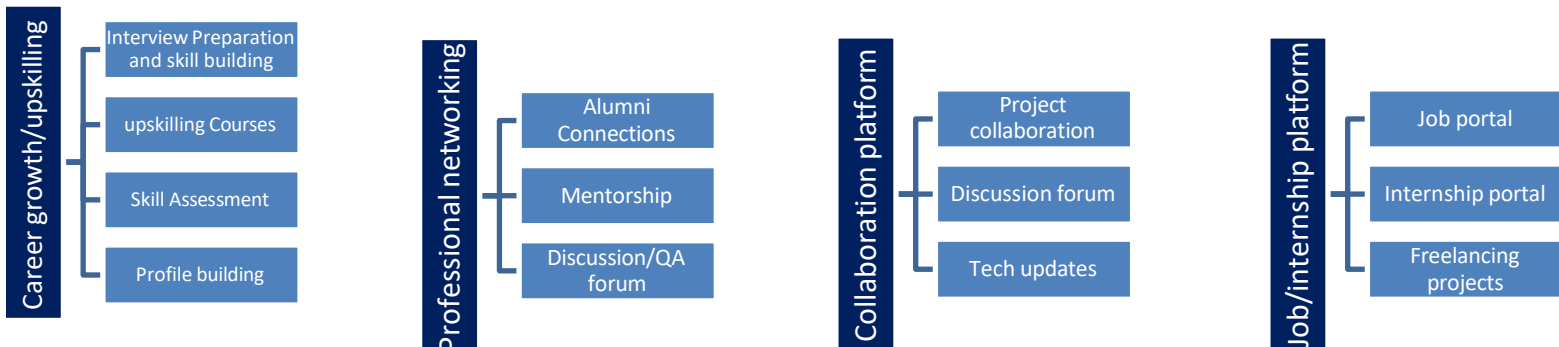 Career growth/upskilling
Interview Preparation
and skill building
upskilling Courses
Skill Assessment
Profile building
Professional networking
Alumni
Connections
Mentorship
Discussion/QA
forum
Collaboration platform
Project
collaboration
Discussion forum
Tech updates
Job/internship platform
Job portal
Internship portal
Freelancing
projects